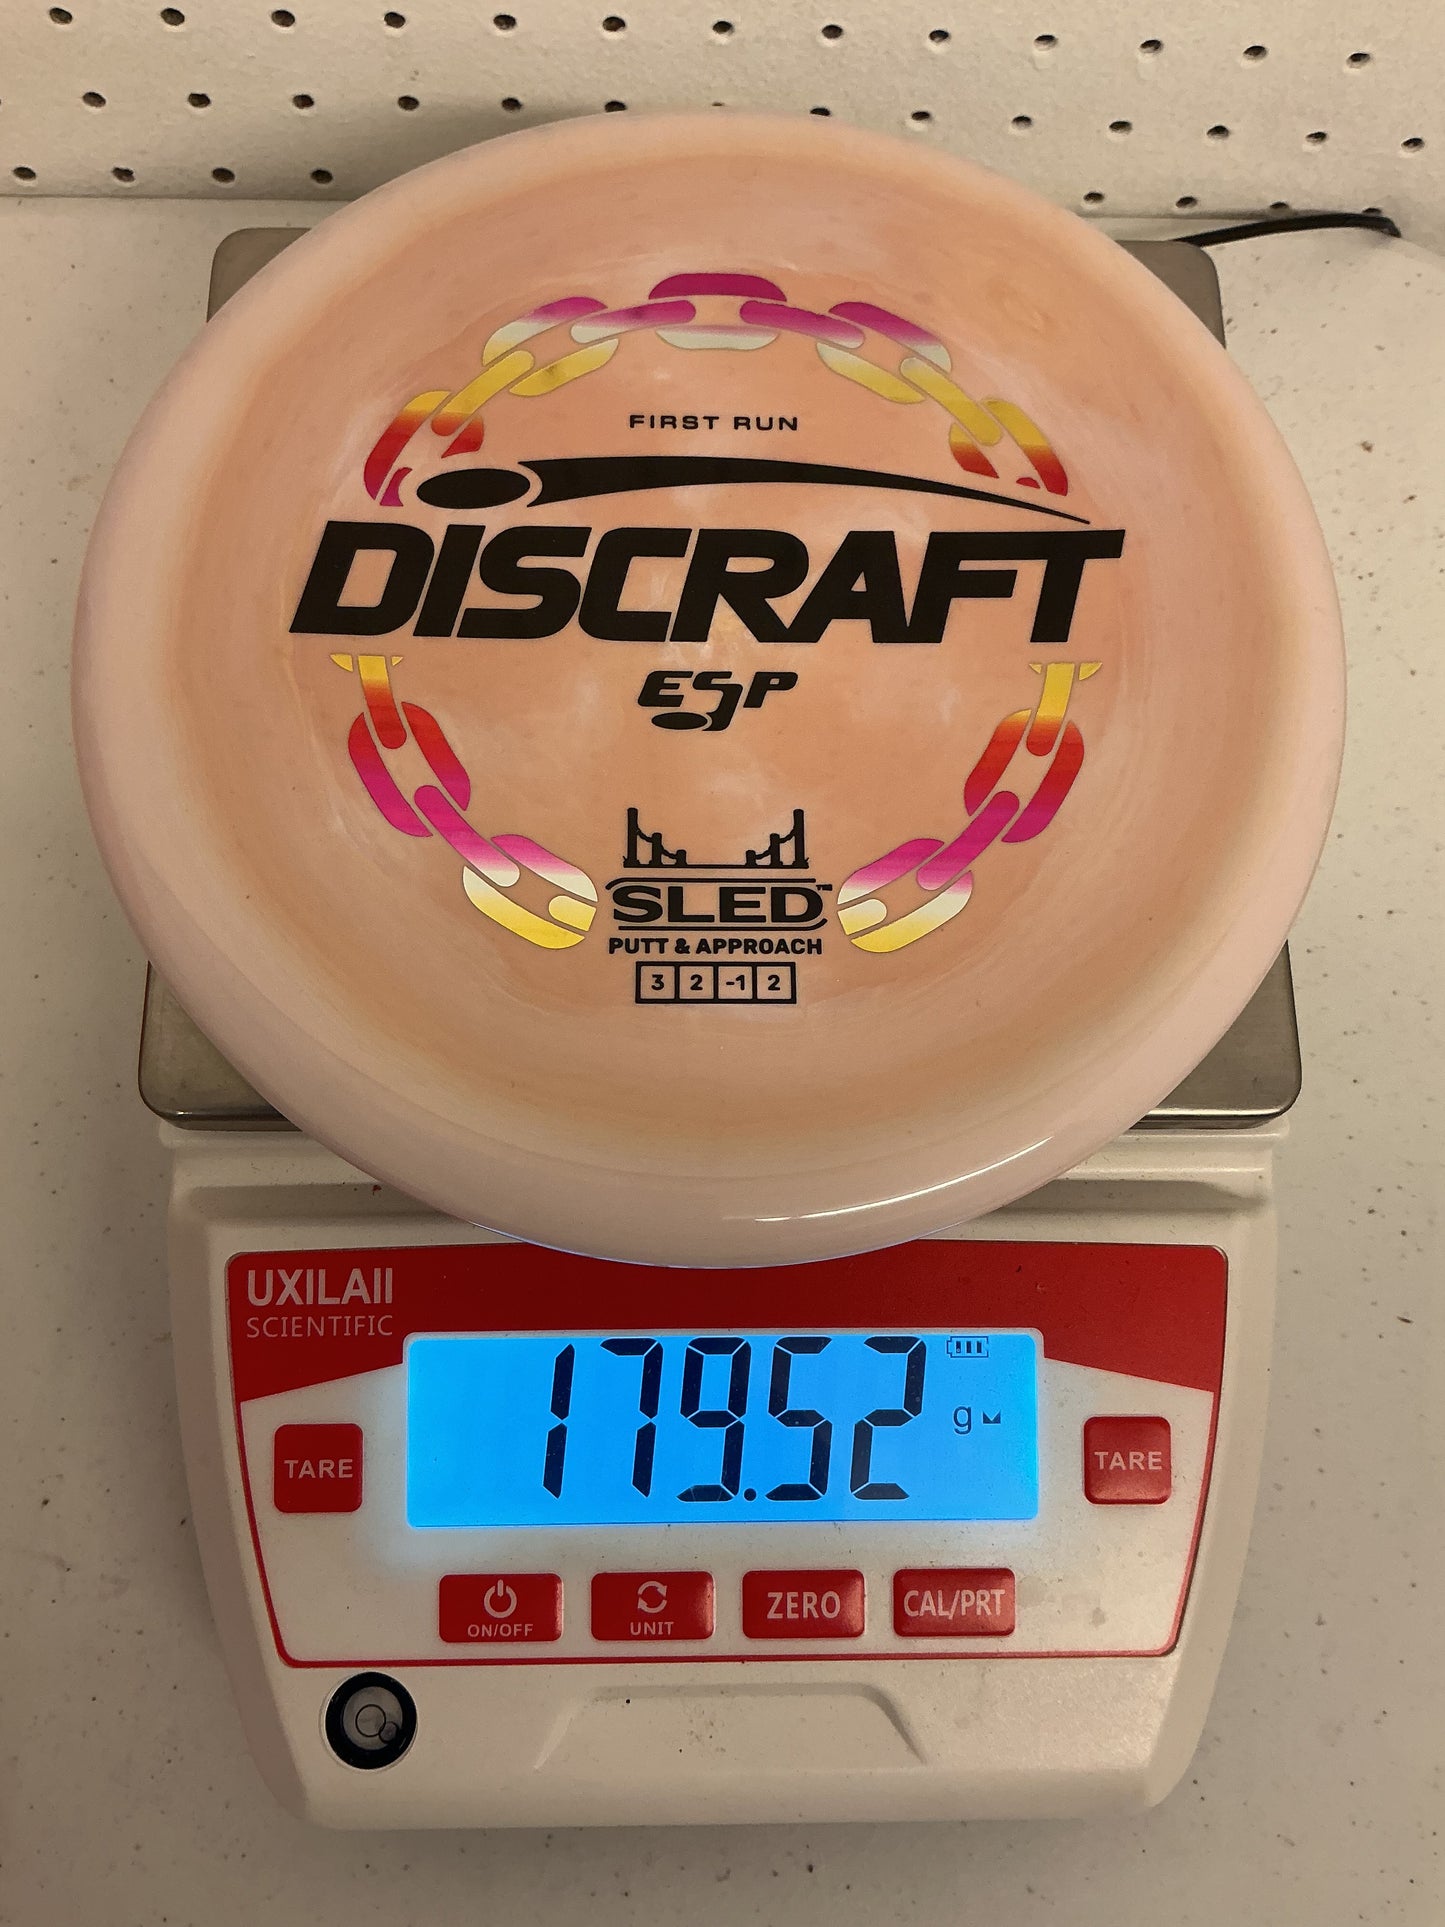 FIRST RUN
DISCRAFT
ESP
SLED™
PUTT & APPROACH
3 2 -1 2
UXILAII
SCIENTIFIC
179.52 g
TARE
TARE
ON/OFF
UNIT
ZERO
CAL/PRT